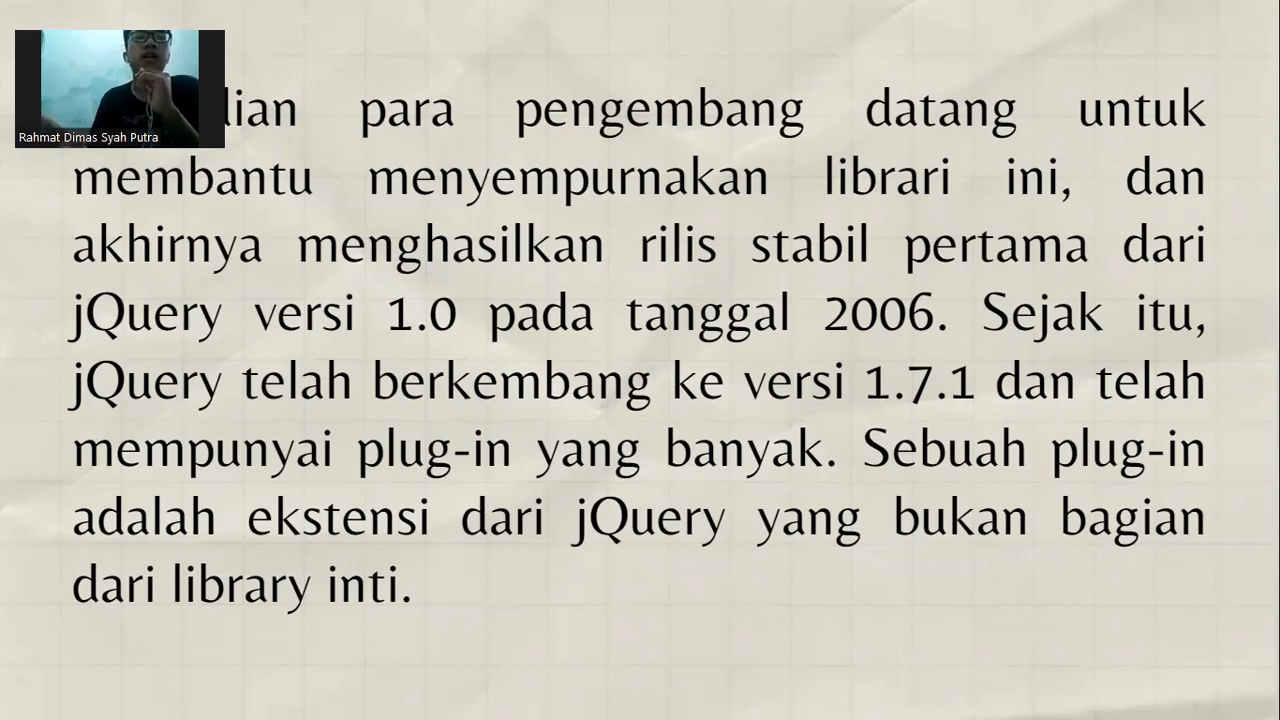 Rahmat Dimas Syah Putra
para pengembang datang untuk
membantu menyempurnakan librari ini, dan
akhirnya menghasilkan rilis stabil pertama dari
jQuery versi 1.0 pada tanggal 2006. Sejak itu,
jQuery telah berkembang ke versi 1.7.1 dan telah
mempunyai plug-in yang banyak. Sebuah plug-in
adalah ekstensi dari jQuery yang bukan bagian
dari library inti.